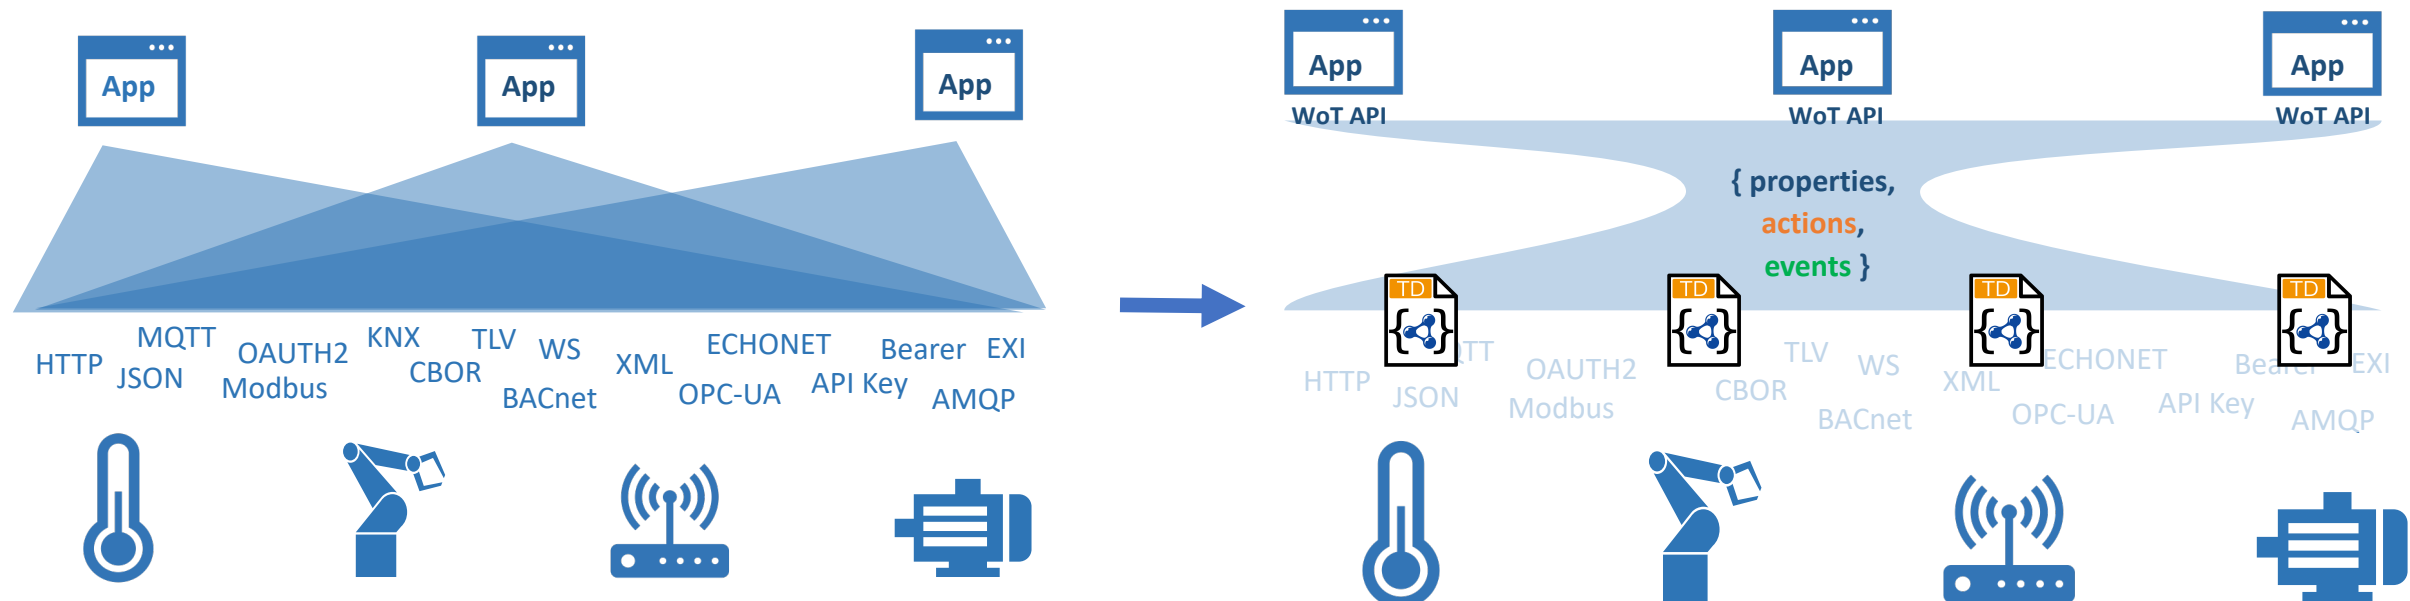 App
App
App
MQTT
KNX
TLV
WS
ECHONET
Bearer
EXI
HTTP
JSON
OAUTH2
CBOR
XML
Modbus
BACnet
OPC-UA
API Key
AMQP
App
App
App
WoT API
WoT API
WoT API
{ properties,
actions,
events }
TD
TD
TD
TD
TLV
WS
ECHONET
EXI
HTTP
JSON
OAUTH2
CBOR
XML
Modbus
BACnet
OPC-UA
API Key
AMQP